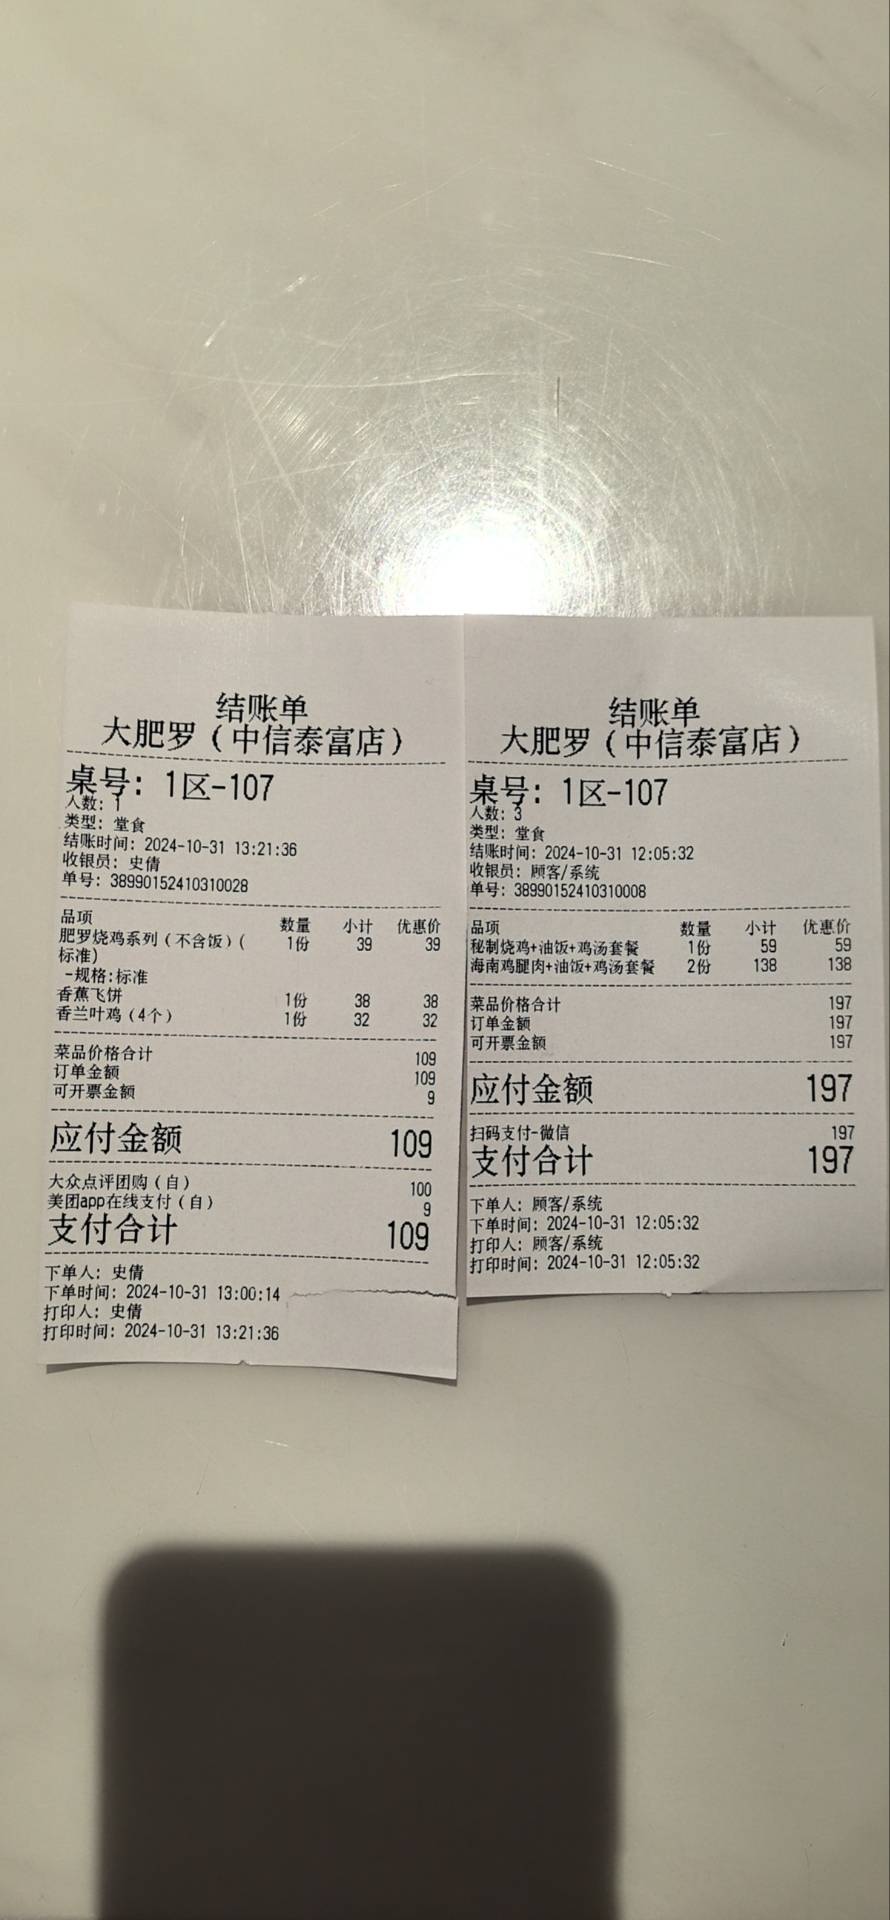 结账单
大肥罗（中信泰富店）
桌号：1区-107
人数：1
类型：堂食
结账时间：2024-10-31 13:21:36
收银员：史倩
单号：38990152410310028
品项 数量 小计 优惠价
肥罗烧鸡系列（不含饭）( 1份 39 39
标准)
-规格:标准
香蕉飞饼 1份 38 38
香兰叶鸡（4个） 1份 32 32
菜品价格合计 109
订单金额 109
可开票金额 9
应付金额 109
大众点评团购（自） 100
美团app在线支付（自） 9
支付合计 109
下单人：史倩
下单时间：2024-10-31 13:00:14
打印人：史倩
打印时间：2024-10-31 13:21:36
结账单
大肥罗（中信泰富店）
桌号：1区-107
人数：3
类型：堂食
结账时间：2024-10-31 12:05:32
收银员：顾客/系统
单号：38990152410310008
品项 数量 小计 优惠价
秘制烧鸡+油饭+鸡汤套餐 1份 59 59
海南鸡腿肉+油饭+鸡汤套餐 2份 138 138
菜品价格合计 197
订单金额 197
可开票金额 197
应付金额 197
扫码支付-微信 197
支付合计 197
下单人：顾客/系统
下单时间：2024-10-31 12:05:32
打印人：顾客/系统
打印时间：2024-10-31 12:05:32